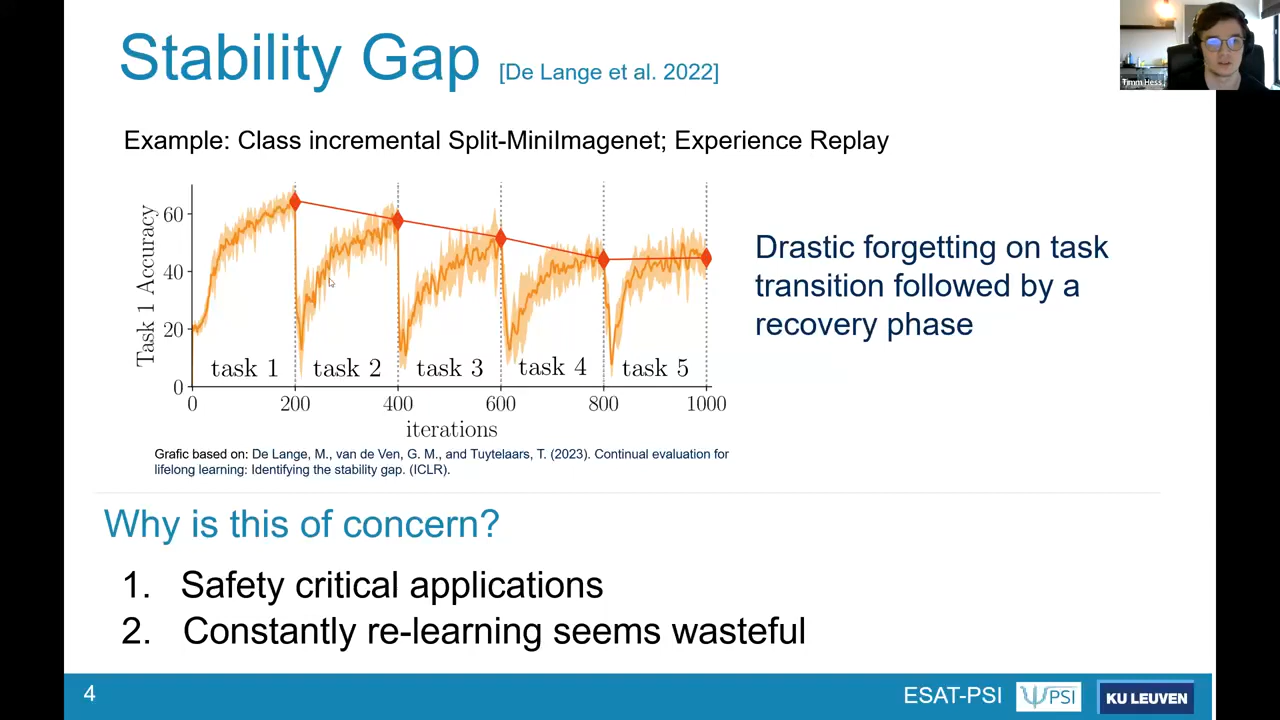 Stability Gap [De Lange et al. 2022]
Timm Hess
Example: Class incremental Split-MiniImagenet; Experience Replay
Task 1 Accuracy
60
40
20
0
task 1 task 2 task 3 task 4 task 5
0 200 400 600 800 1000
iterations
Drastic forgetting on task
transition followed by a
recovery phase
Grafic based on: De Lange, M., van de Ven, G. M., and Tuytelaars, T. (2023). Continual evaluation for
lifelong learning: Identifying the stability gap. (ICLR).
Why is this of concern?
1. Safety critical applications
2. Constantly re-learning seems wasteful
4
ESAT-PSI
PSI
KU LEUVEN